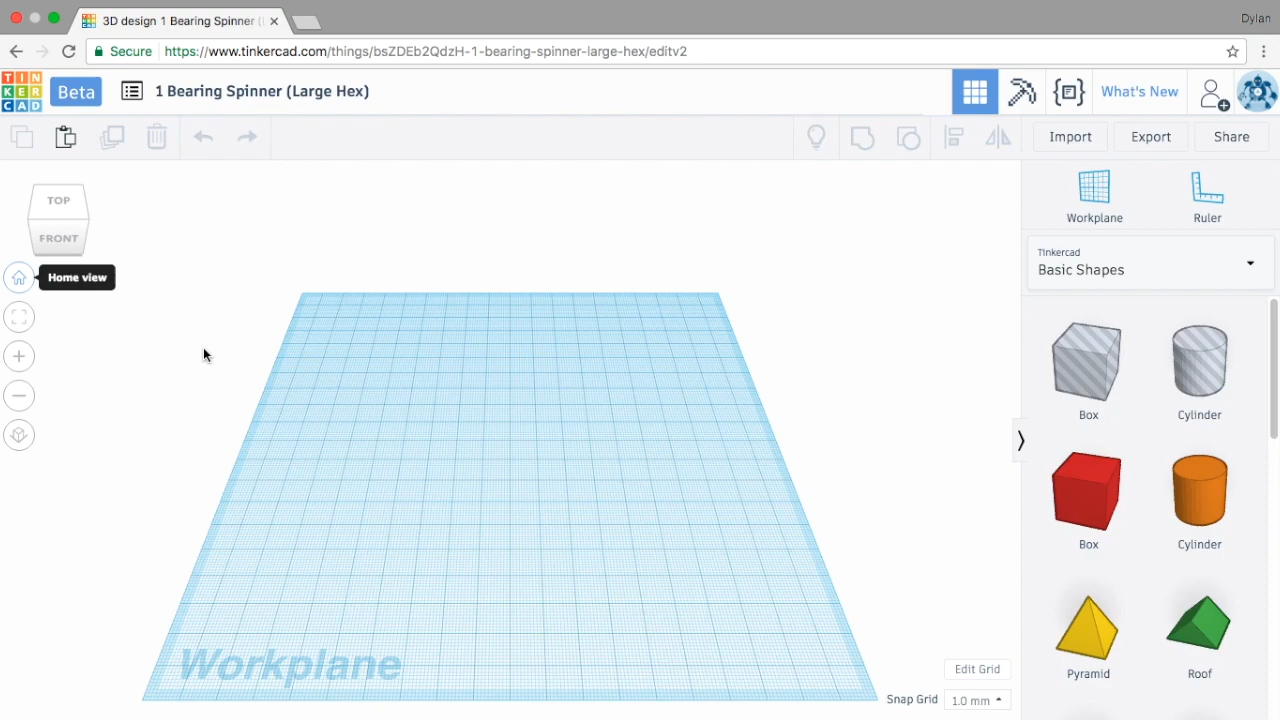 3D design 1 Bearing Spinner (
Dylan
Secure
https://www.tinkercad.com/things/bsZDEb2QdzH-1-bearing-spinner-large-hex/editv2
TIN
KER
CAD
Beta
1 Bearing Spinner (Large Hex)
What's New
Import
Export
Share
TOP
FRONT
Home view
Workplane
Ruler
Tinkercad
Basic Shapes
Box
Cylinder
Box
Cylinder
Pyramid
Roof
Workplane
Edit Grid
Snap Grid
1.0 mm